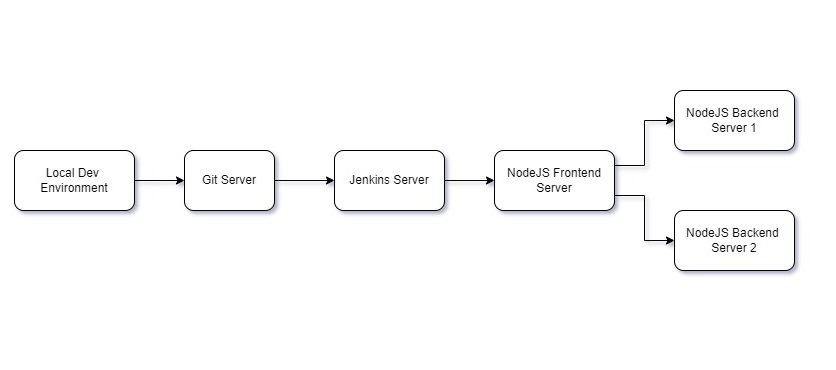 Local Dev
Environment
Git Server
Jenkins Server
NodeJS Frontend
Server
NodeJS Backend
Server 1
NodeJS Backend
Server 2